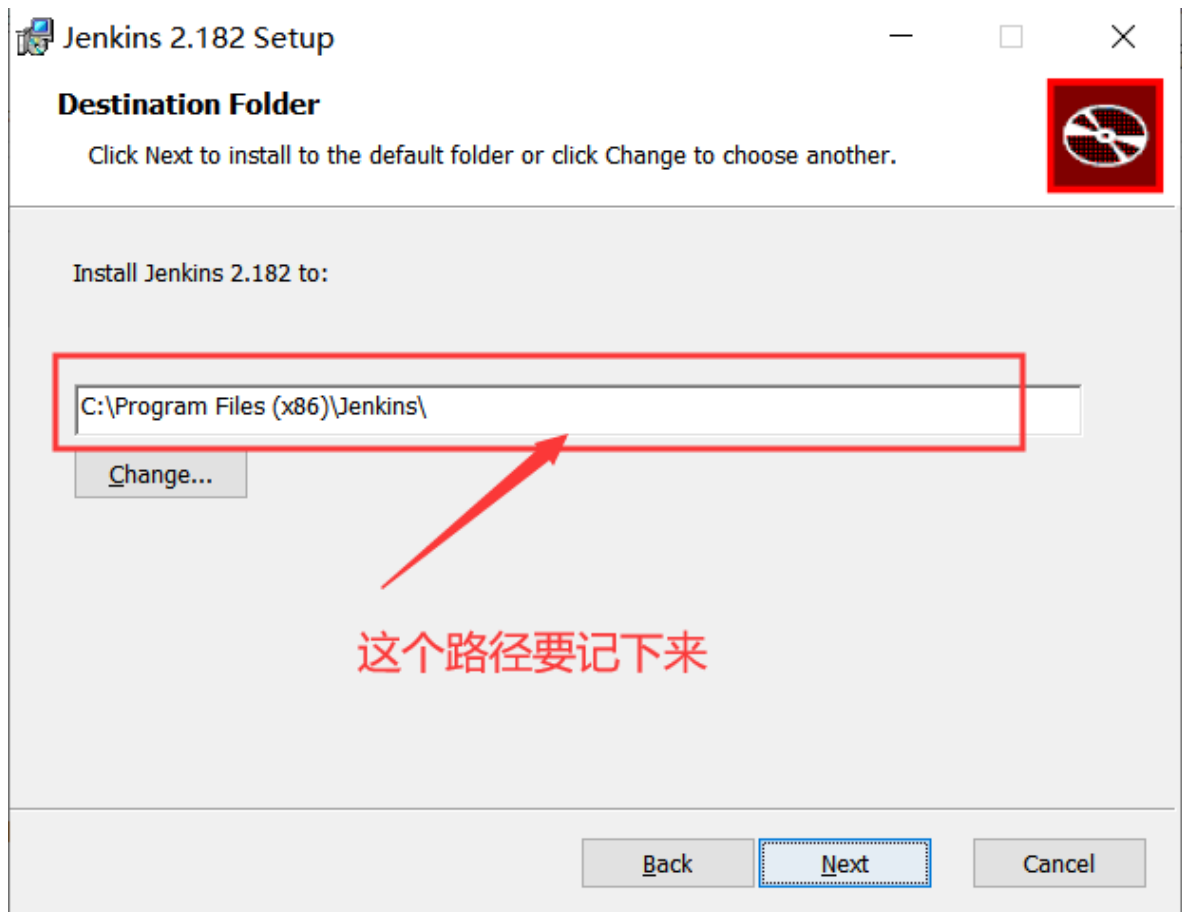 Jenkins 2.182 Setup
Destination Folder
Click Next to install to the default folder or click Change to choose another.
Install Jenkins 2.182 to:
C:\Program Files (x86)\Jenkins\
Change...
这个路径要记下来
Back
Next
Cancel